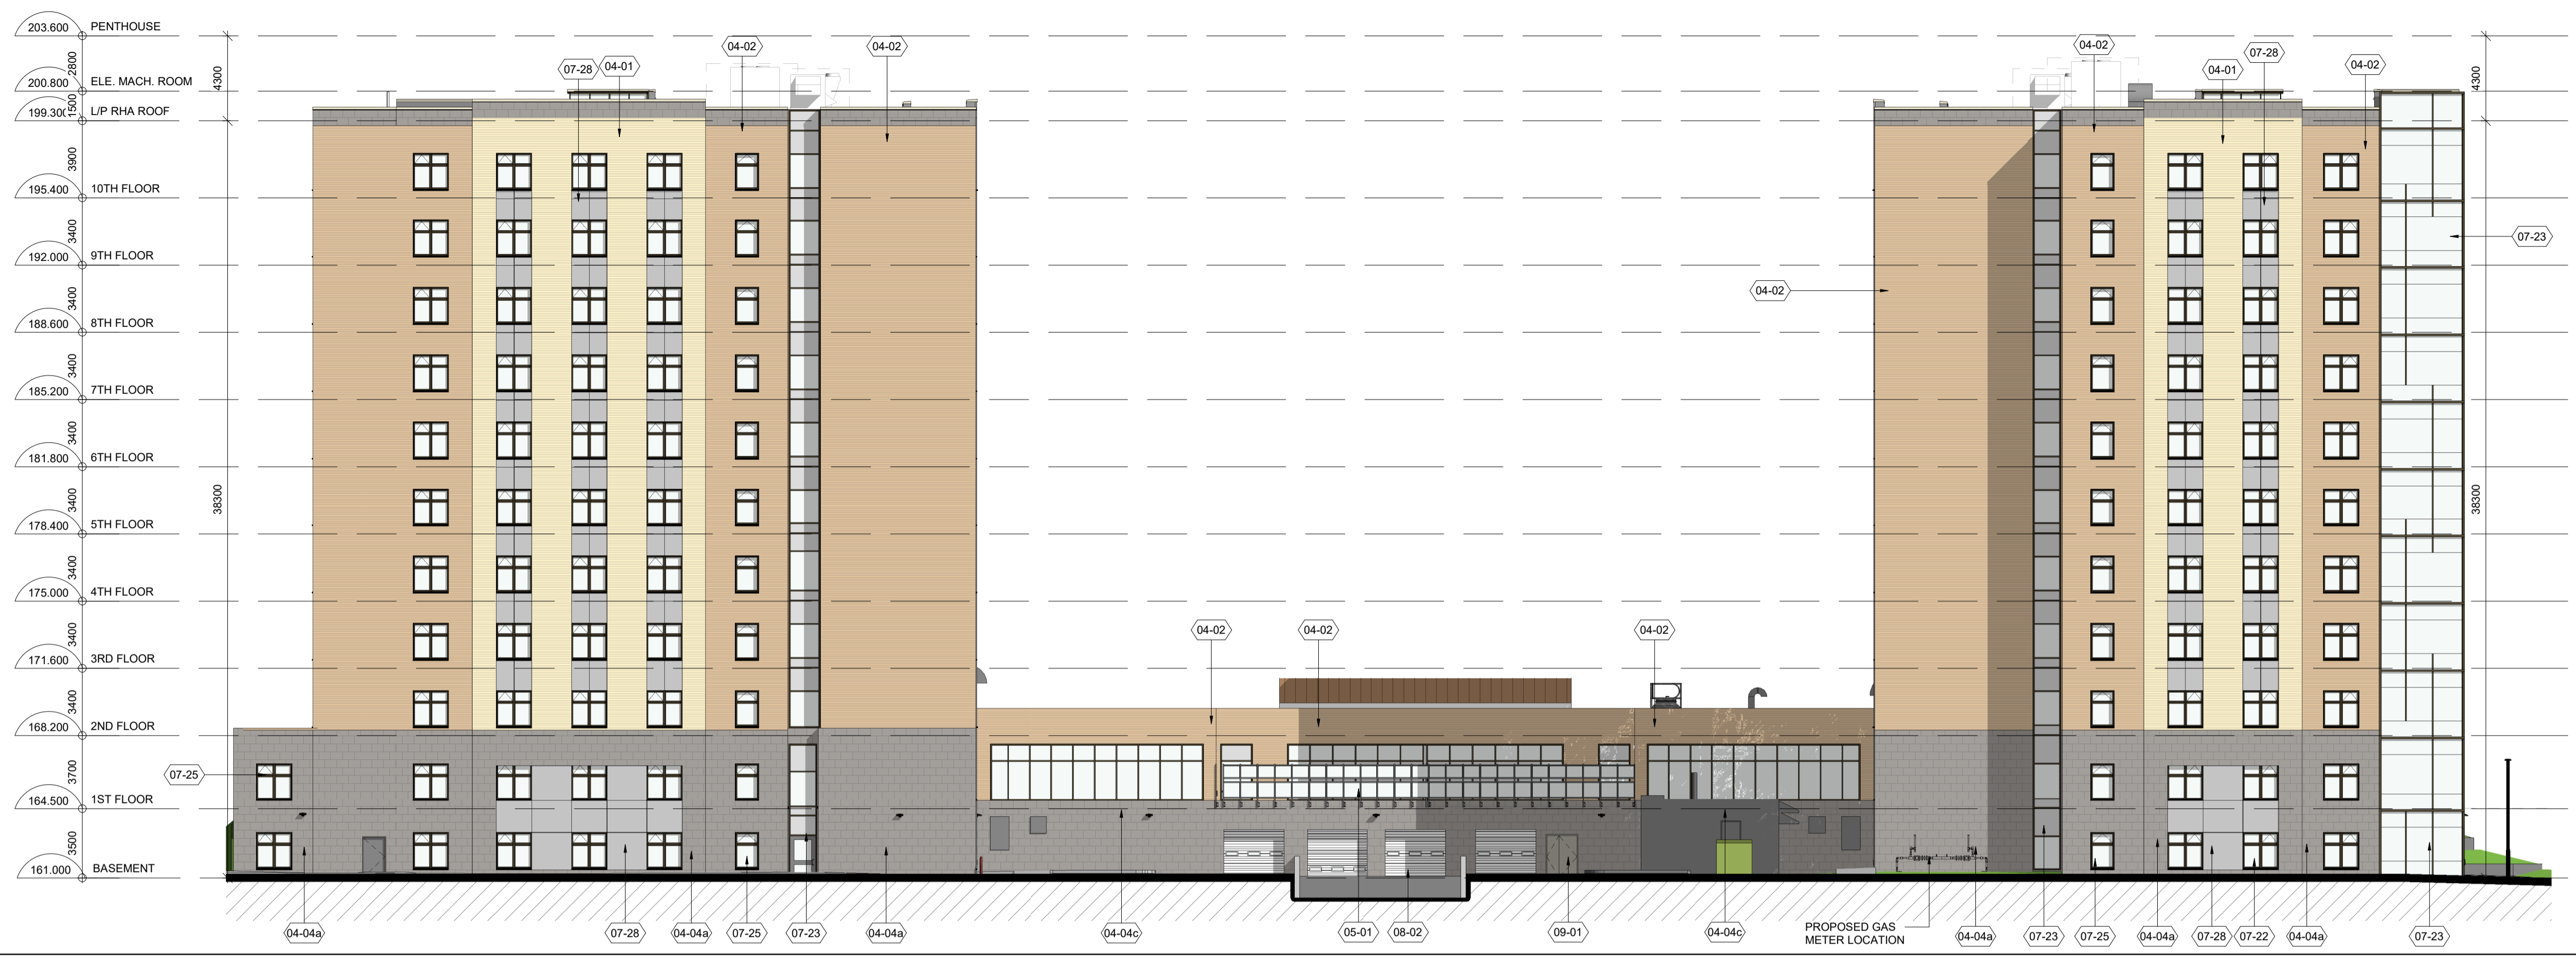 203.600 PENTHOUSE
2800
200.800 ELE. MACH. ROOM
1500
199.300 L/P RHA ROOF
3900
195.400 10TH FLOOR
3400
192.000 9TH FLOOR
3400
188.600 8TH FLOOR
3400
185.200 7TH FLOOR
3400
181.800 6TH FLOOR
3400
178.400 5TH FLOOR
3400
175.000 4TH FLOOR
3400
171.600 3RD FLOOR
3400
168.200 2ND FLOOR
3700
164.500 1ST FLOOR
3500
161.000 BASEMENT
4300
38300
07-28
04-01
04-02
04-02
04-02
07-28
04-01
04-02
4300
07-23
04-02
38300
04-02
04-02
04-02
07-25
04-04a
07-28
04-04a
07-25
07-23
04-04a
04-04c
05-01
08-02
09-01
04-04c
PROPOSED GAS
METER LOCATION
04-04a
07-23
07-25
04-04a
07-28
07-22
04-04a
07-23